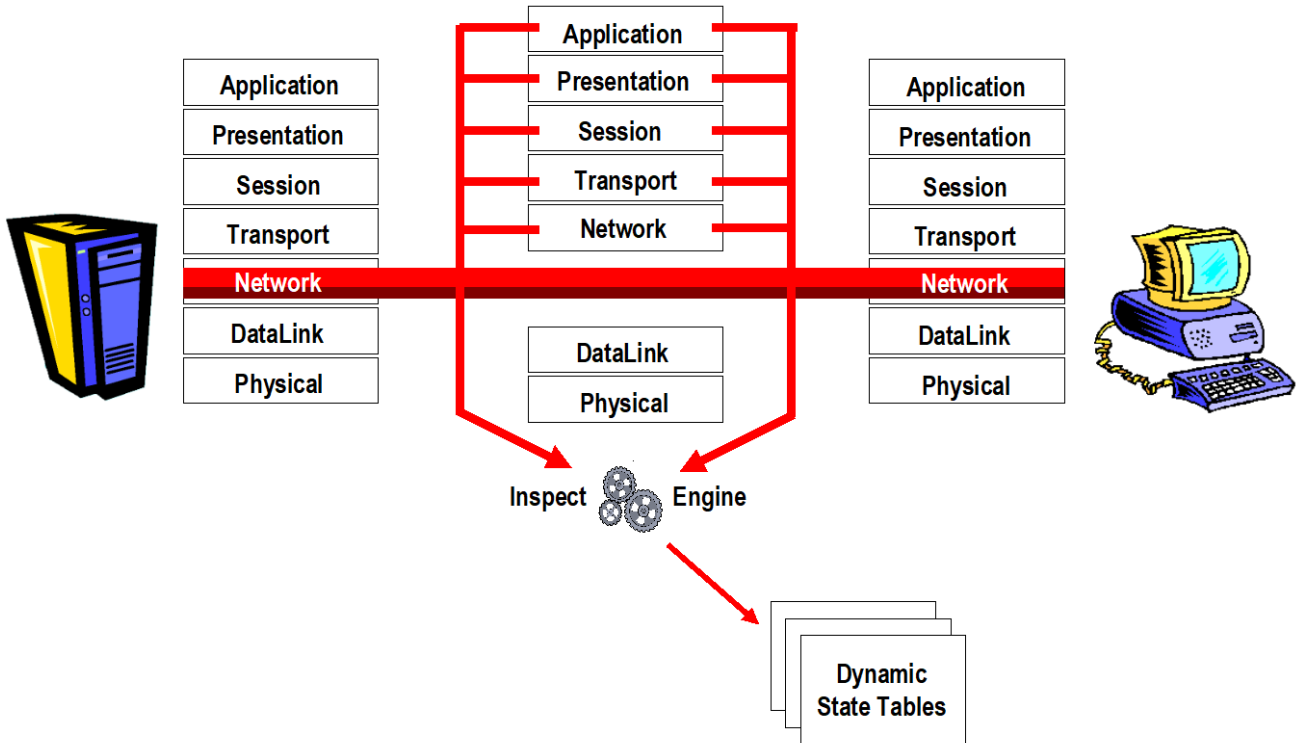 Application
Presentation
Session
Transport
Network
DataLink
Physical
Application
Presentation
Session
Transport
Network
DataLink
Physical
Application
Presentation
Session
Transport
Network
DataLink
Physical
Inspect Engine
Dynamic
State Tables